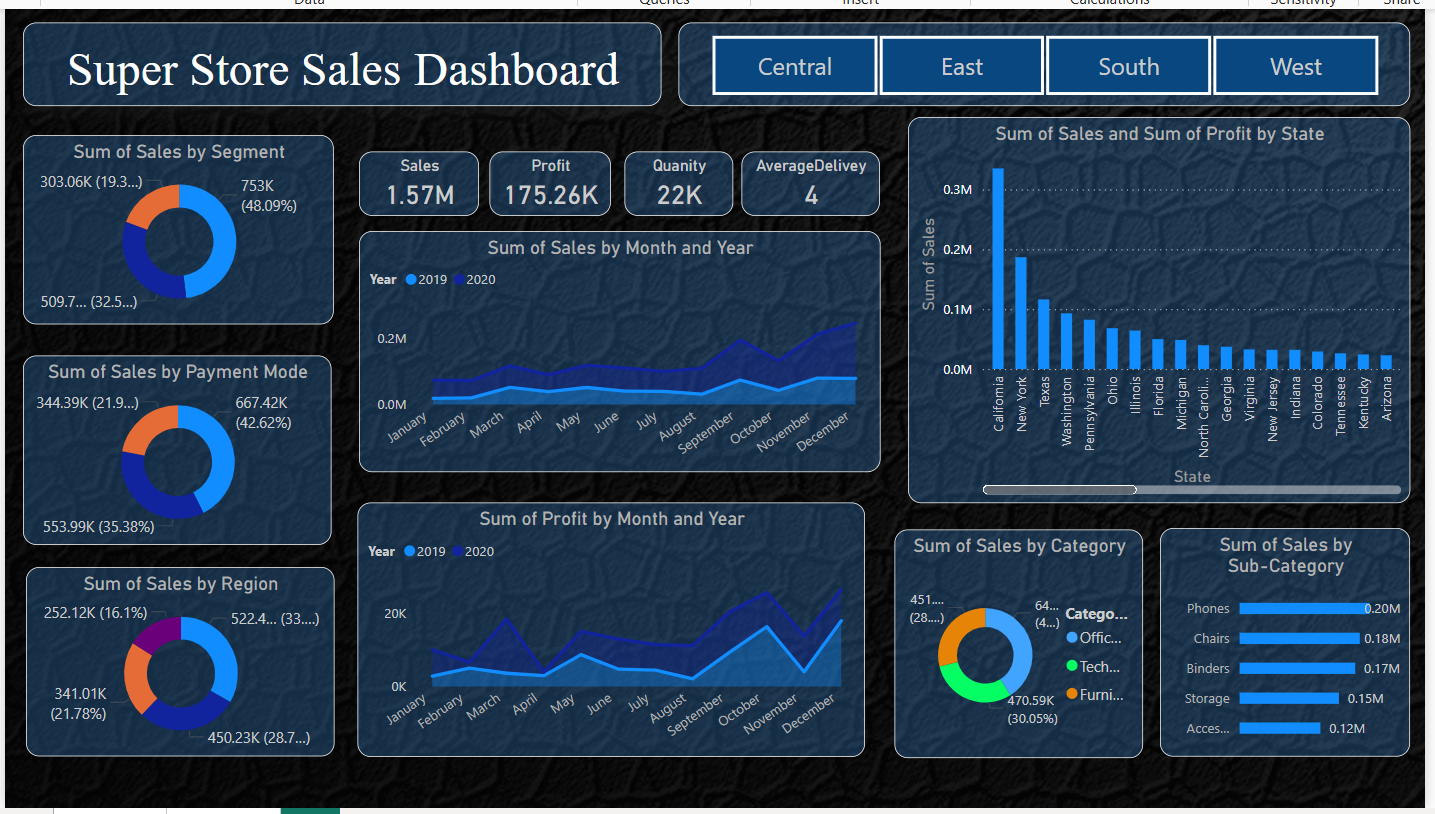 Data
Queries
Insert
Calculations
Sensitivity
Share
Super Store Sales Dashboard
Central
East
South
West
Sum of Sales by Segment
303.06K (19.3...)
753K
(48.09%)
509.7... (32.5...)
Sum of Sales by Payment Mode
344.39K (21.9...)
667.42K
(42.62%)
553.99K (35.38%)
Sum of Sales by Region
252.12K (16.1%)
522.4... (33....)
341.01K
(21.78%)
450.23K (28.7...)
Sales
1.57M
Profit
175.26K
Quanity
22K
AverageDelivey
4
Sum of Sales by Month and Year
Year 2019 2020
0.2M
0.0M
January
February
March
April
May
June
July
August
September
October
November
December
Sum of Profit by Month and Year
Year 2019 2020
20K
0K
January
February
March
April
May
June
July
August
September
October
November
December
Sum of Sales and Sum of Profit by State
Sum of Sales
0.3M
0.2M
0.1M
0.0M
California
New York
Texas
Washington
Pennsylvania
Ohio
Illinois
Florida
Michigan
North Caroli...
Georgia
Virginia
New Jersey
Indiana
Colorado
Tennessee
Kentucky
Arizona
State
Sum of Sales by Category
451....
(28....)
64...
(4...)
470.59K
(30.05%)
Catego...
Offic...
Tech...
Furni...
Sum of Sales by
Sub-Category
Phones 0.20M
Chairs 0.18M
Binders 0.17M
Storage 0.15M
Acces... 0.12M